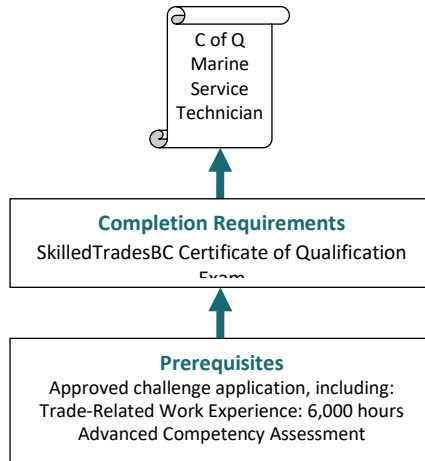 C of Q
Marine
Service
Technician
Completion Requirements
SkilledTradesBC Certificate of Qualification
Exam
Prerequisites
Approved challenge application, including:
Trade-Related Work Experience: 6,000 hours
Advanced Competency Assessment